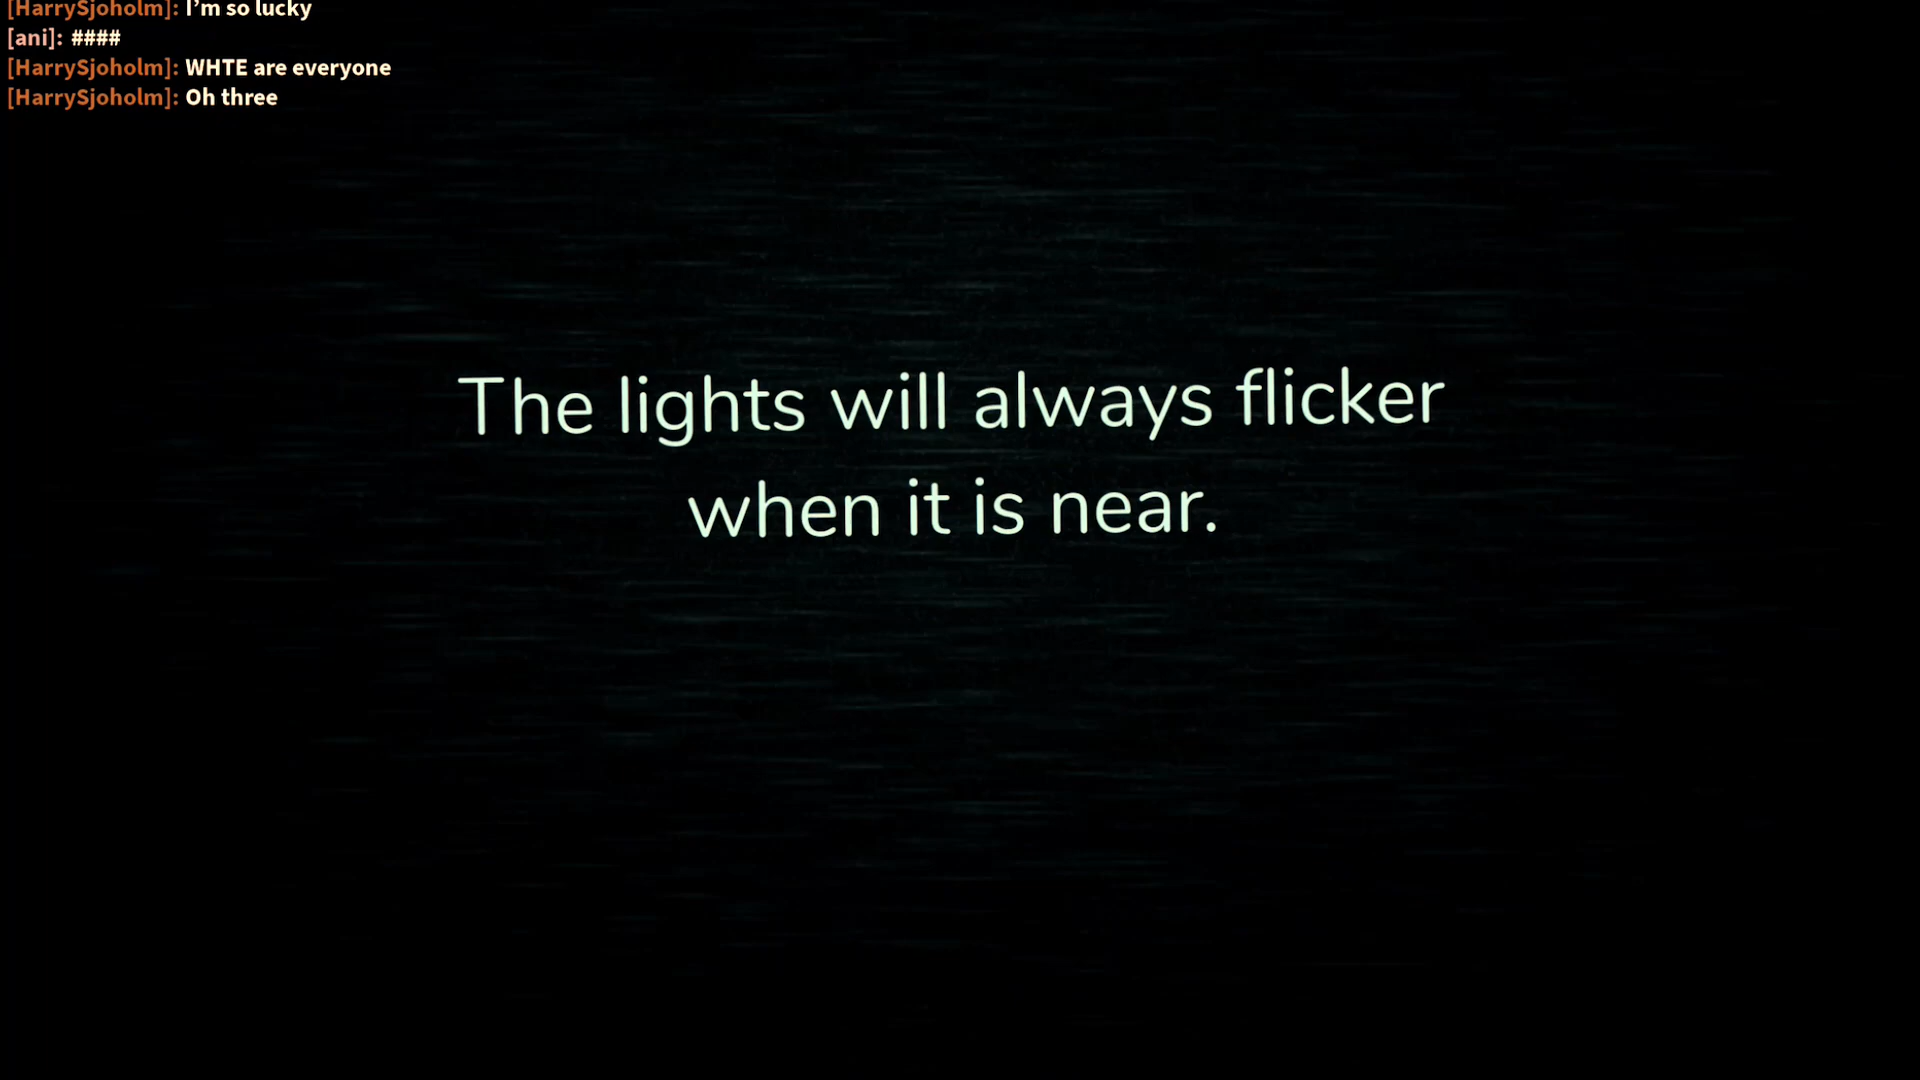 [HarrySjoholm]: I'm so lucky
[ani]: ####
[HarrySjoholm]: WHTE are everyone
[HarrySjoholm]: Oh three
The lights will always flicker
when it is near.